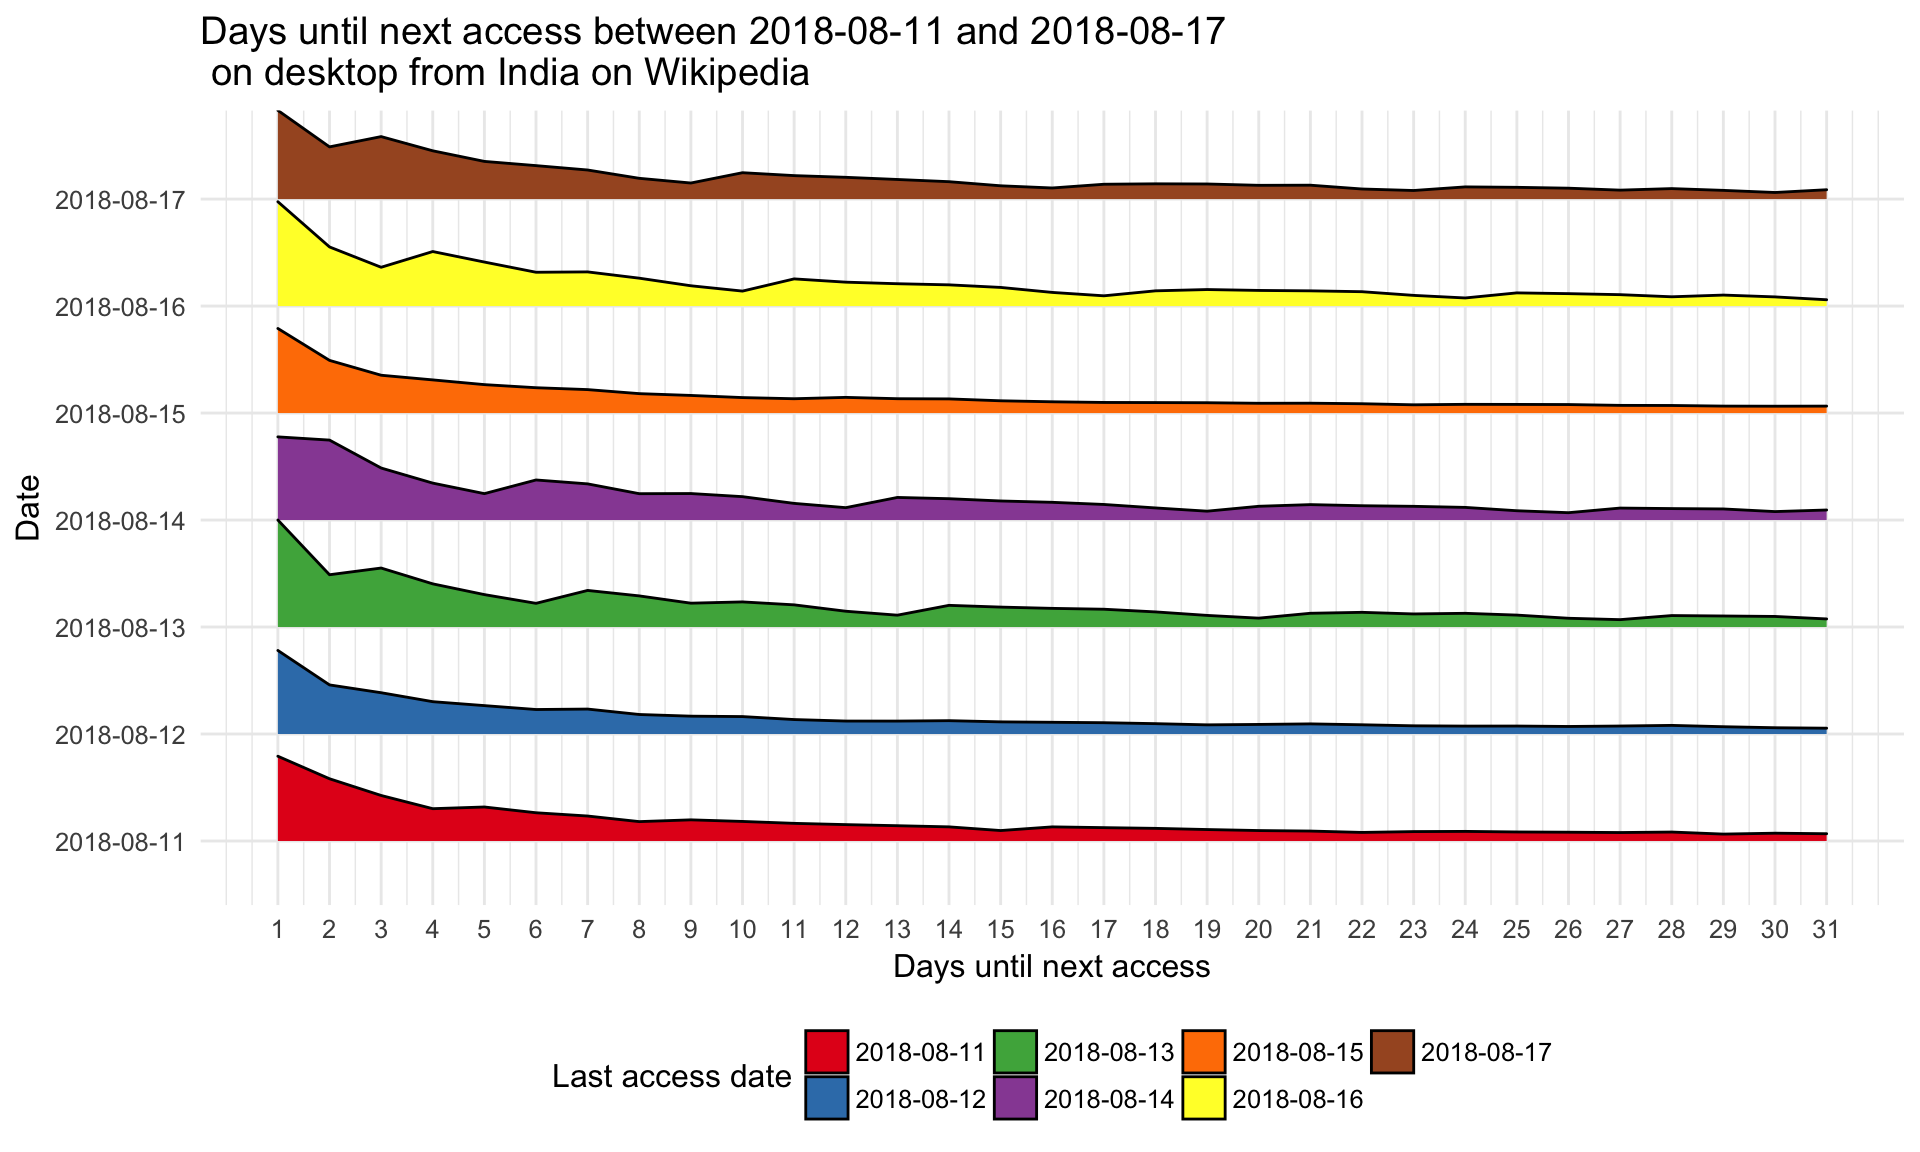 Days until next access between 2018-08-11 and 2018-08-17
on desktop from India on Wikipedia
Date
2018-08-17
2018-08-16
2018-08-15
2018-08-14
2018-08-13
2018-08-12
2018-08-11
1 2 3 4 5 6 7 8 9 10 11 12 13 14 15 16 17 18 19 20 21 22 23 24 25 26 27 28 29 30 31
Days until next access
Last access date
2018-08-11 2018-08-13 2018-08-15 2018-08-17
2018-08-12 2018-08-14 2018-08-16